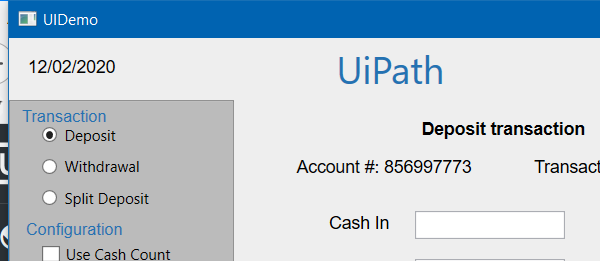 UIDemo
12/02/2020
UiPath
Transaction
Deposit
Withdrawal
Split Deposit
Configuration
Use Cash Count
Deposit transaction
Account #: 856997773
Transac
Cash In